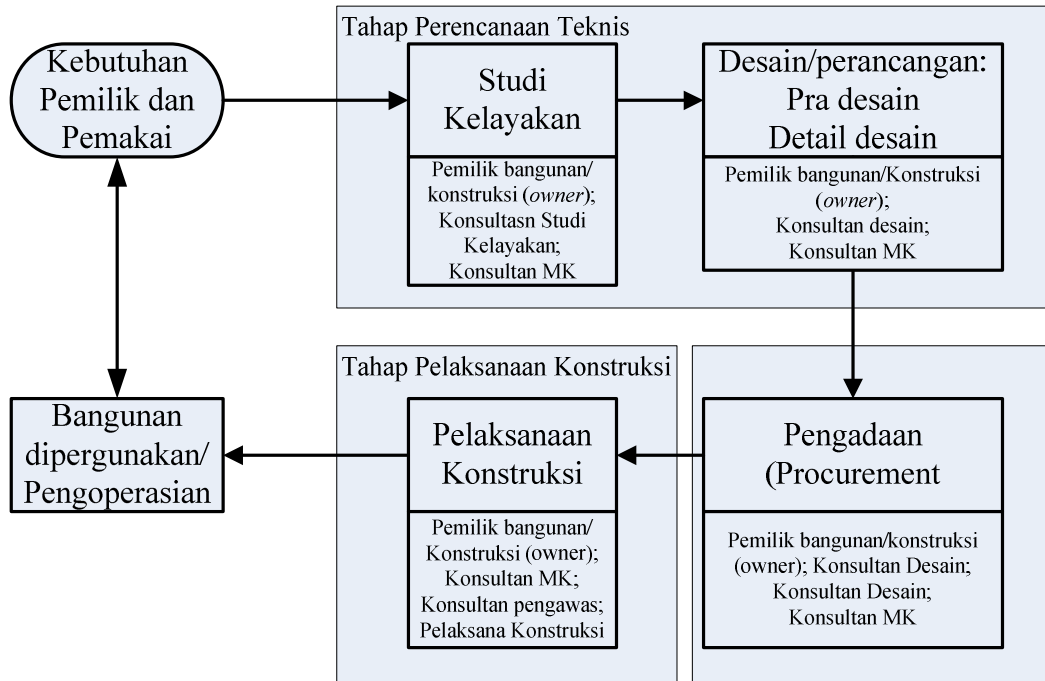 Tahap Perencanaan Teknis
Kebutuhan
Pemilik dan
Pemakai
Studi
Kelayakan
Pemilik bangunan/
konstruksi (owner);
Konsultasn Studi
Kelayakan;
Konsultan MK
Desain/perancangan:
Pra desain
Detail desain
Pemilik bangunan/Konstruksi
(owner);
Konsultan desain;
Konsultan MK
Pengadaan
(Procurement
Pemilik bangunan/konstruksi
(owner); Konsultan Desain;
Konsultan Desain;
Konsultan MK
Tahap Pelaksanaan Konstruksi
Pelaksanaan
Konstruksi
Pemilik bangunan/
Konstruksi (owner);
Konsultan MK;
Konsultan pengawas;
Pelaksana Konstruksi
Bangunan
dipergunakan/
Pengoperasian